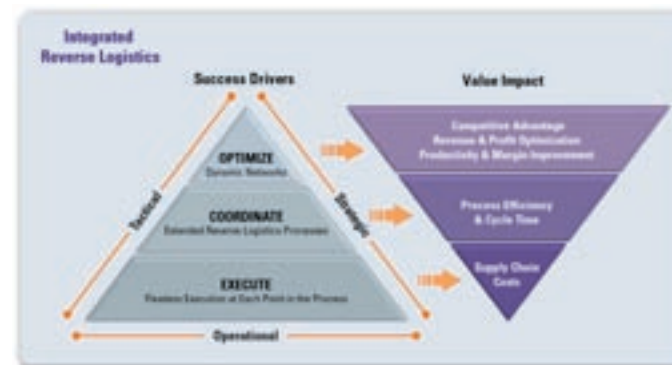 Integrated
Reverse Logistics
Success Drivers
Value Impact
OPTIMIZE
Dynamic Networks
COORDINATE
Extended Reverse Logistics Processes
EXECUTE
Flawless Execution at Each Point in the Process
Tactical
Strategic
Operational
Competitive Advantage
Revenue & Profit Optimization
Productivity & Margin Improvement
Process Efficiency
& Cycle Time
Supply Chain
Costs